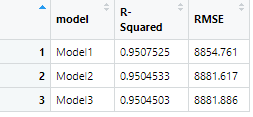 model R-Squared RMSE
1 Model1 0.9507525 8854.761
2 Model2 0.9504533 8881.617
3 Model3 0.9504503 8881.886